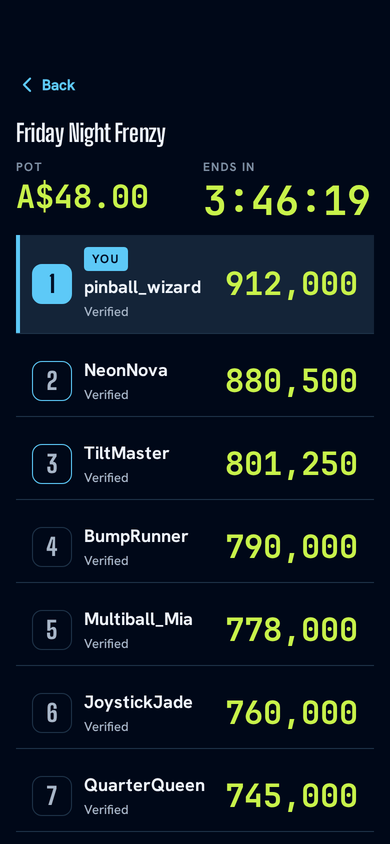 Back
Friday Night Frenzy
POT
A$48.00
ENDS IN
3:46:19
1
YOU
pinball_wizard
Verified
912,000
2
NeonNova
Verified
880,500
3
TiltMaster
Verified
801,250
4
BumpRunner
Verified
790,000
5
Multiball_Mia
Verified
778,000
6
JoystickJade
Verified
760,000
7
QuarterQueen
Verified
745,000